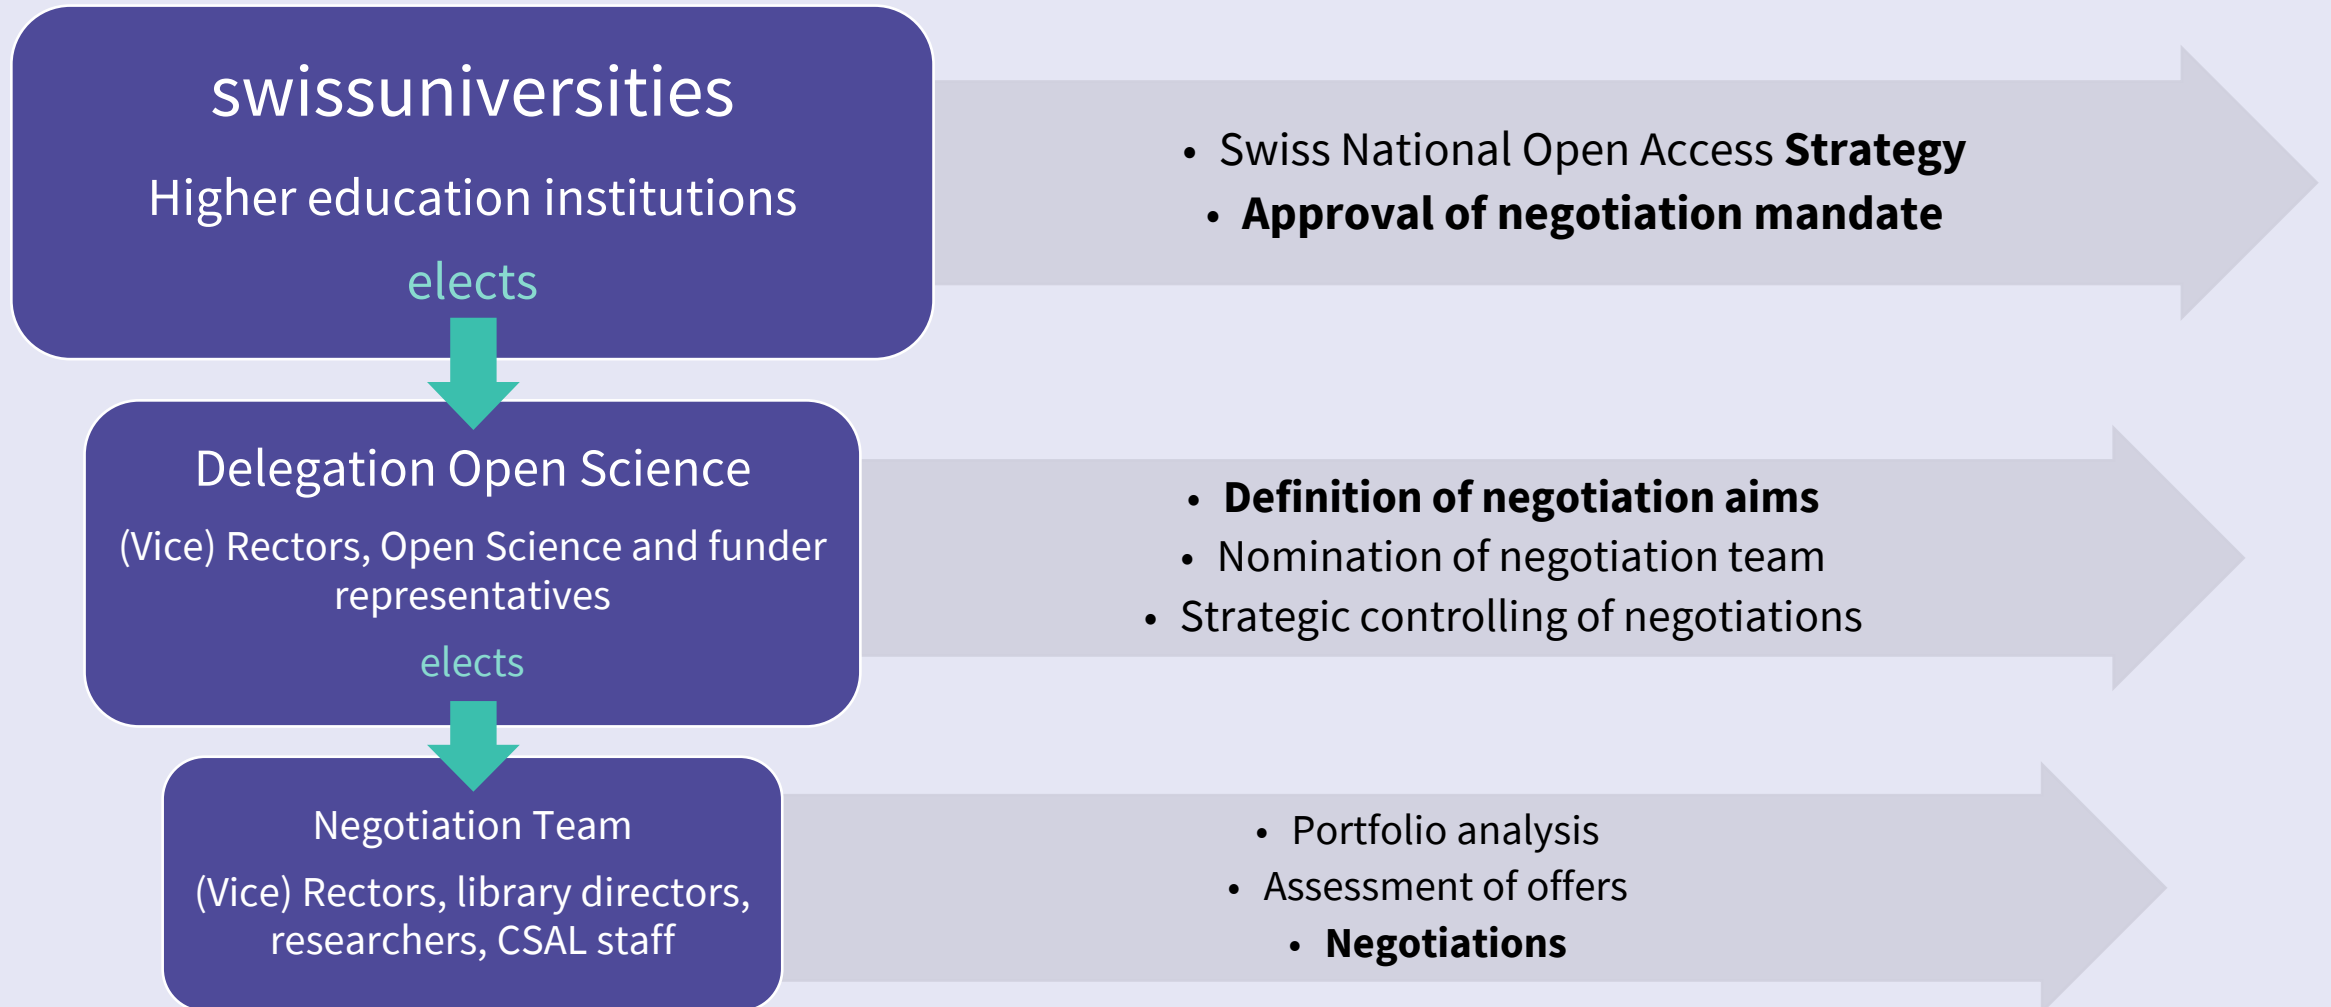 swissuniversities
Higher education institutions
elects
• Swiss National Open Access Strategy
• Approval of negotiation mandate
Delegation Open Science
(Vice) Rectors, Open Science and funder
representatives
elects
• Definition of negotiation aims
• Nomination of negotiation team
• Strategic controlling of negotiations
Negotiation Team
(Vice) Rectors, library directors,
researchers, CSAL staff
• Portfolio analysis
• Assessment of offers
• Negotiations